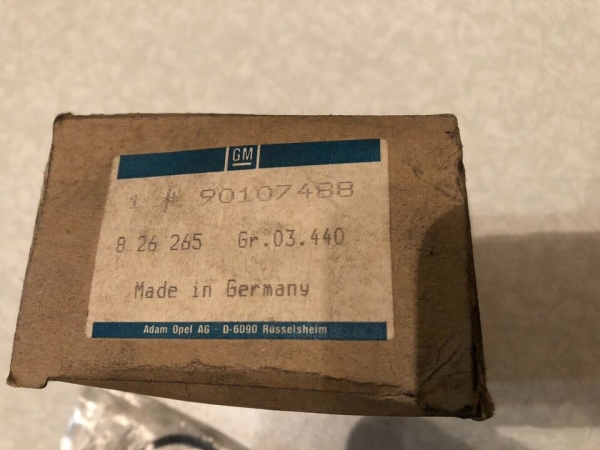 GM
1 # 90107488
8 26 265 Gr.03.440
Made in Germany
Adam Opel AG · D-6090 Rüsselsheim